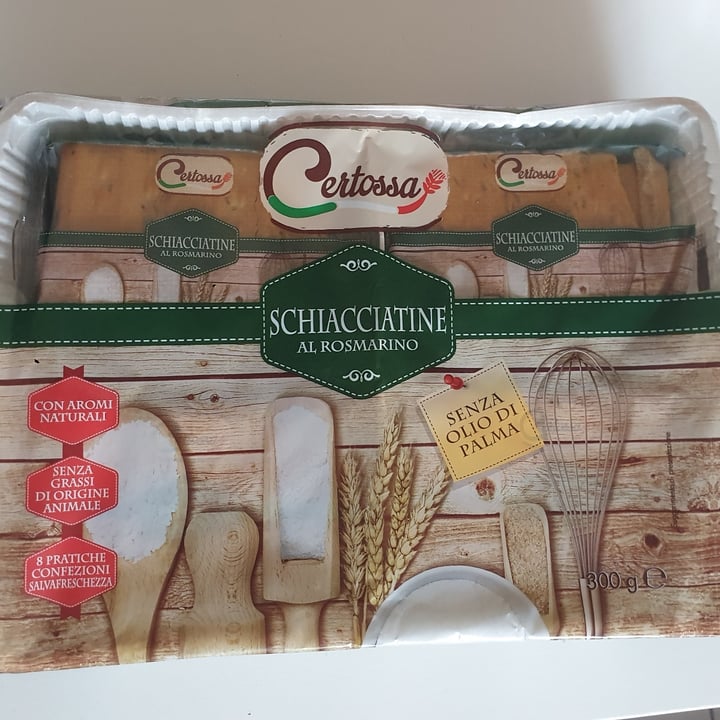 Certossa
Certossa
Certossa
SCHIACCIATINE
AL ROSMARINO
SCHIACCIATINE
AL ROSMARINO
SCHIACCIATINE
AL ROSMARINO
CON AROMI
NATURALI
SENZA
GRASSI
DI ORIGINE
ANIMALE
8 PRATICHE
CONFEZIONI
SALVAFRESCHEZZA
SENZA
OLIO DI
PALMA
300 g ℮